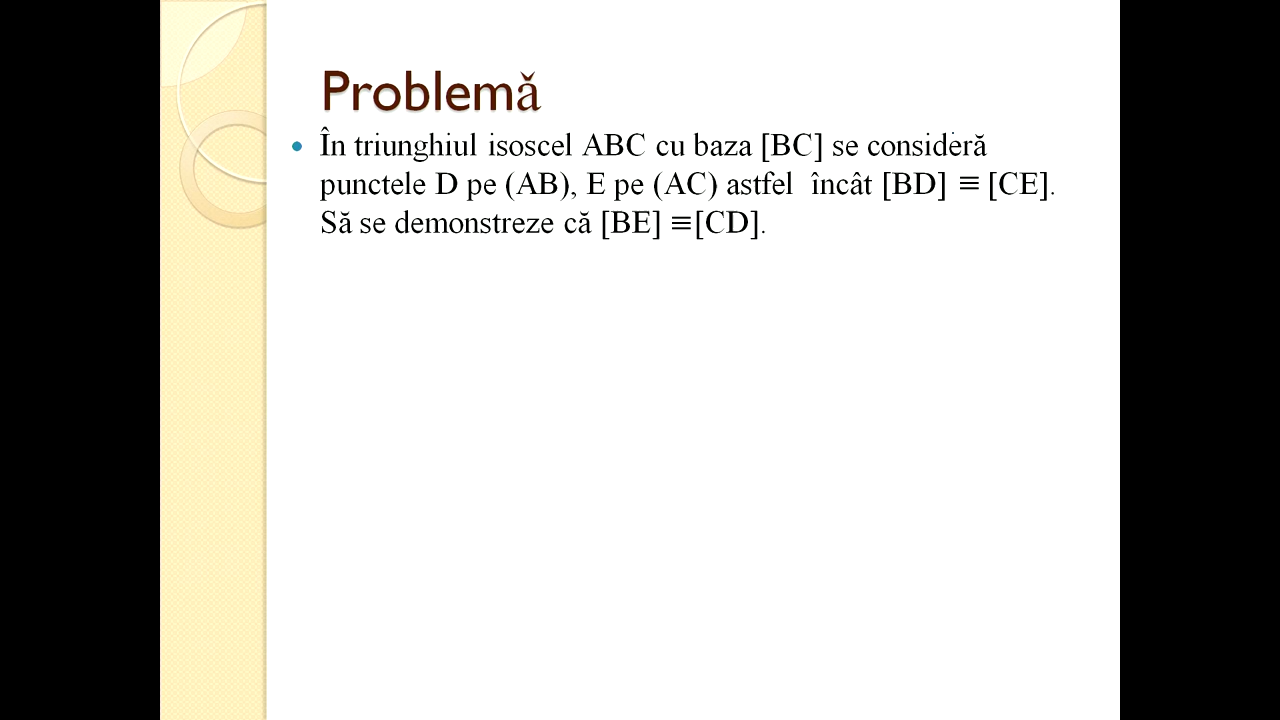 Problemă
În triunghiul isoscel ABC cu baza [BC] se consideră
punctele D pe (AB), E pe (AC) astfel încât [BD] ≡ [CE].
Să se demonstreze că [BE] ≡[CD].